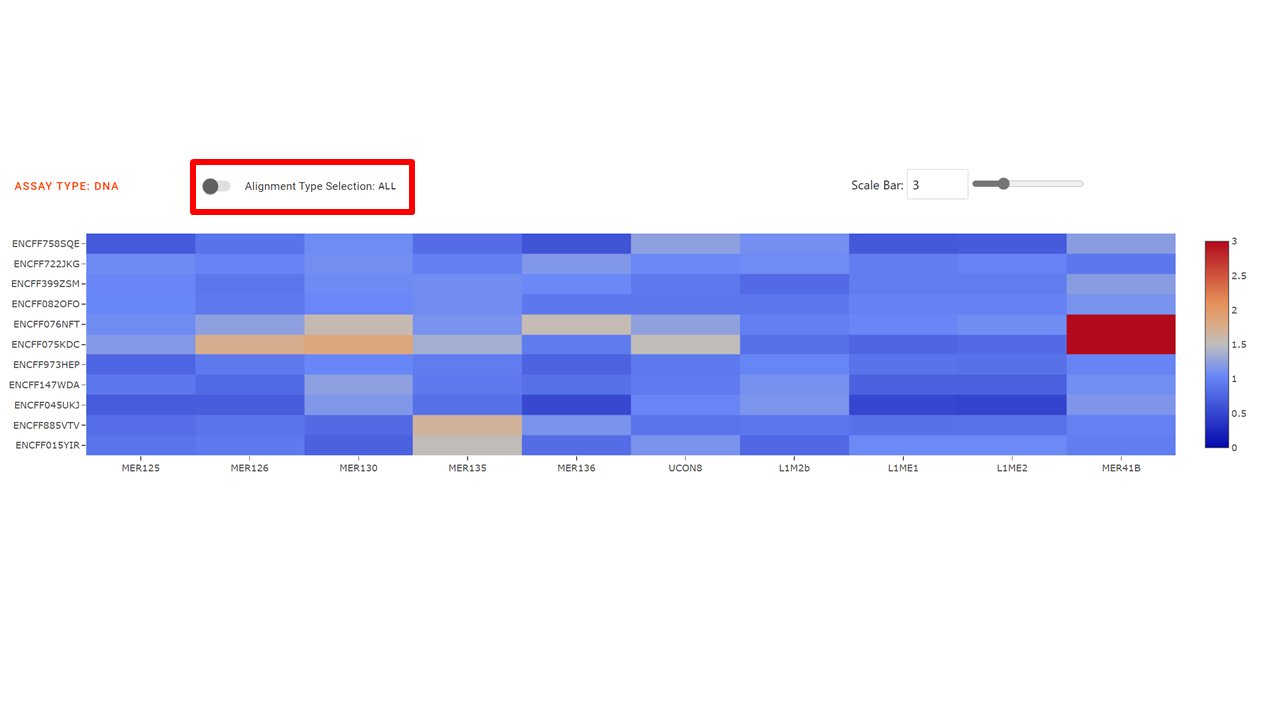 ASSAY TYPE: DNA
Alignment Type Selection: ALL
Scale Bar: 3
ENCFF758SQE
ENCFF722JKG
ENCFF399ZSM
ENCFF082OFO
ENCFF076NFT
ENCFF075KDC
ENCFF973HEP
ENCFF147WDA
ENCFF045UKJ
ENCFF885VTV
ENCFF015YIR
MER125 MER126 MER130 MER135 MER136 UCON8 L1M2b L1ME1 L1ME2 MER41B
3
2.5
2
1.5
1
0.5
0